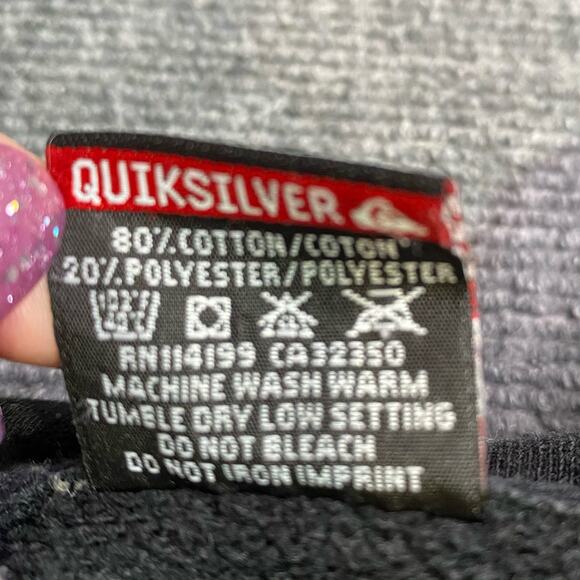 QUIKSILVER
80% COTTON/COTON
20% POLYESTER/POLYESTER
RN114199 CA32350
MACHINE WASH WARM
TUMBLE DRY LOW SETTING
DO NOT BLEACH
DO NOT IRON IMPRINT